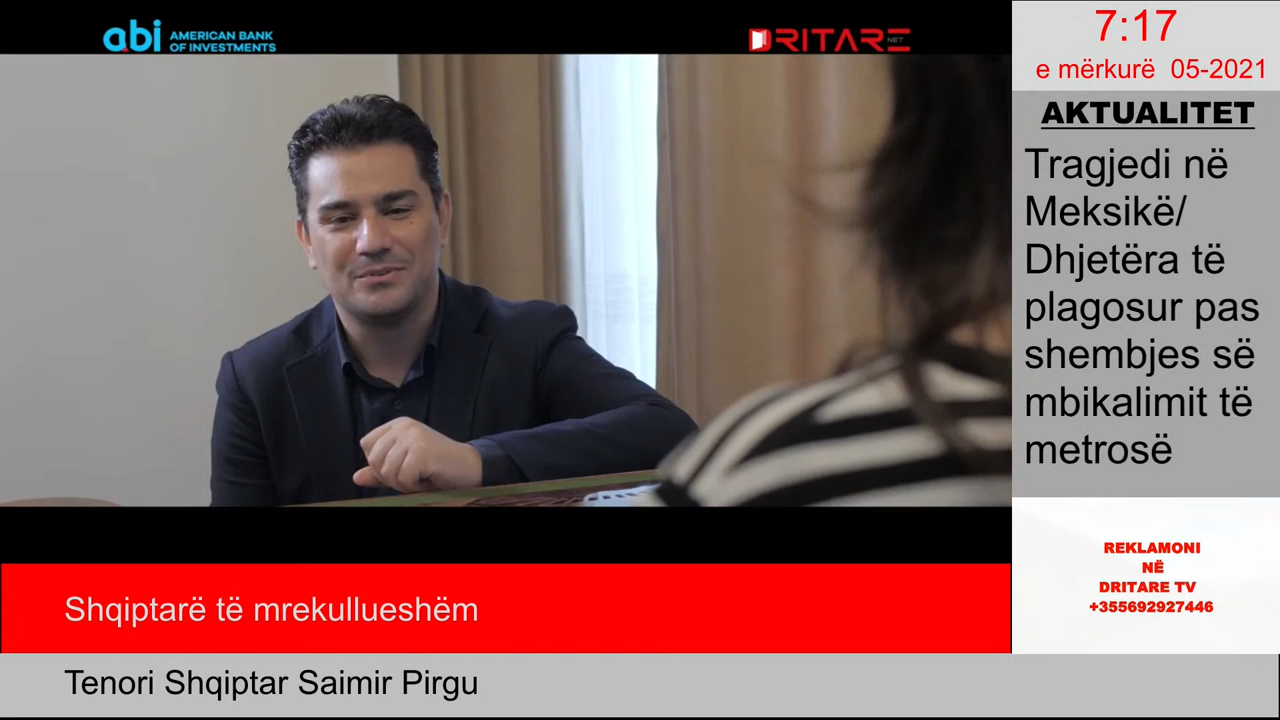 abi AMERICAN BANK
OF INVESTMENTS
DRITARE
NET
7:17
e mërkurë 05-2021
AKTUALITET
Tragjedi në
Meksikë/
Dhjetëra të
plagosur pas
shembjes së
mbikalimit të
metrosë
REKLAMONI
NË
DRITARE TV
+355692927446
Shqiptarë të mrekullueshëm
Tenori Shqiptar Saimir Pirgu